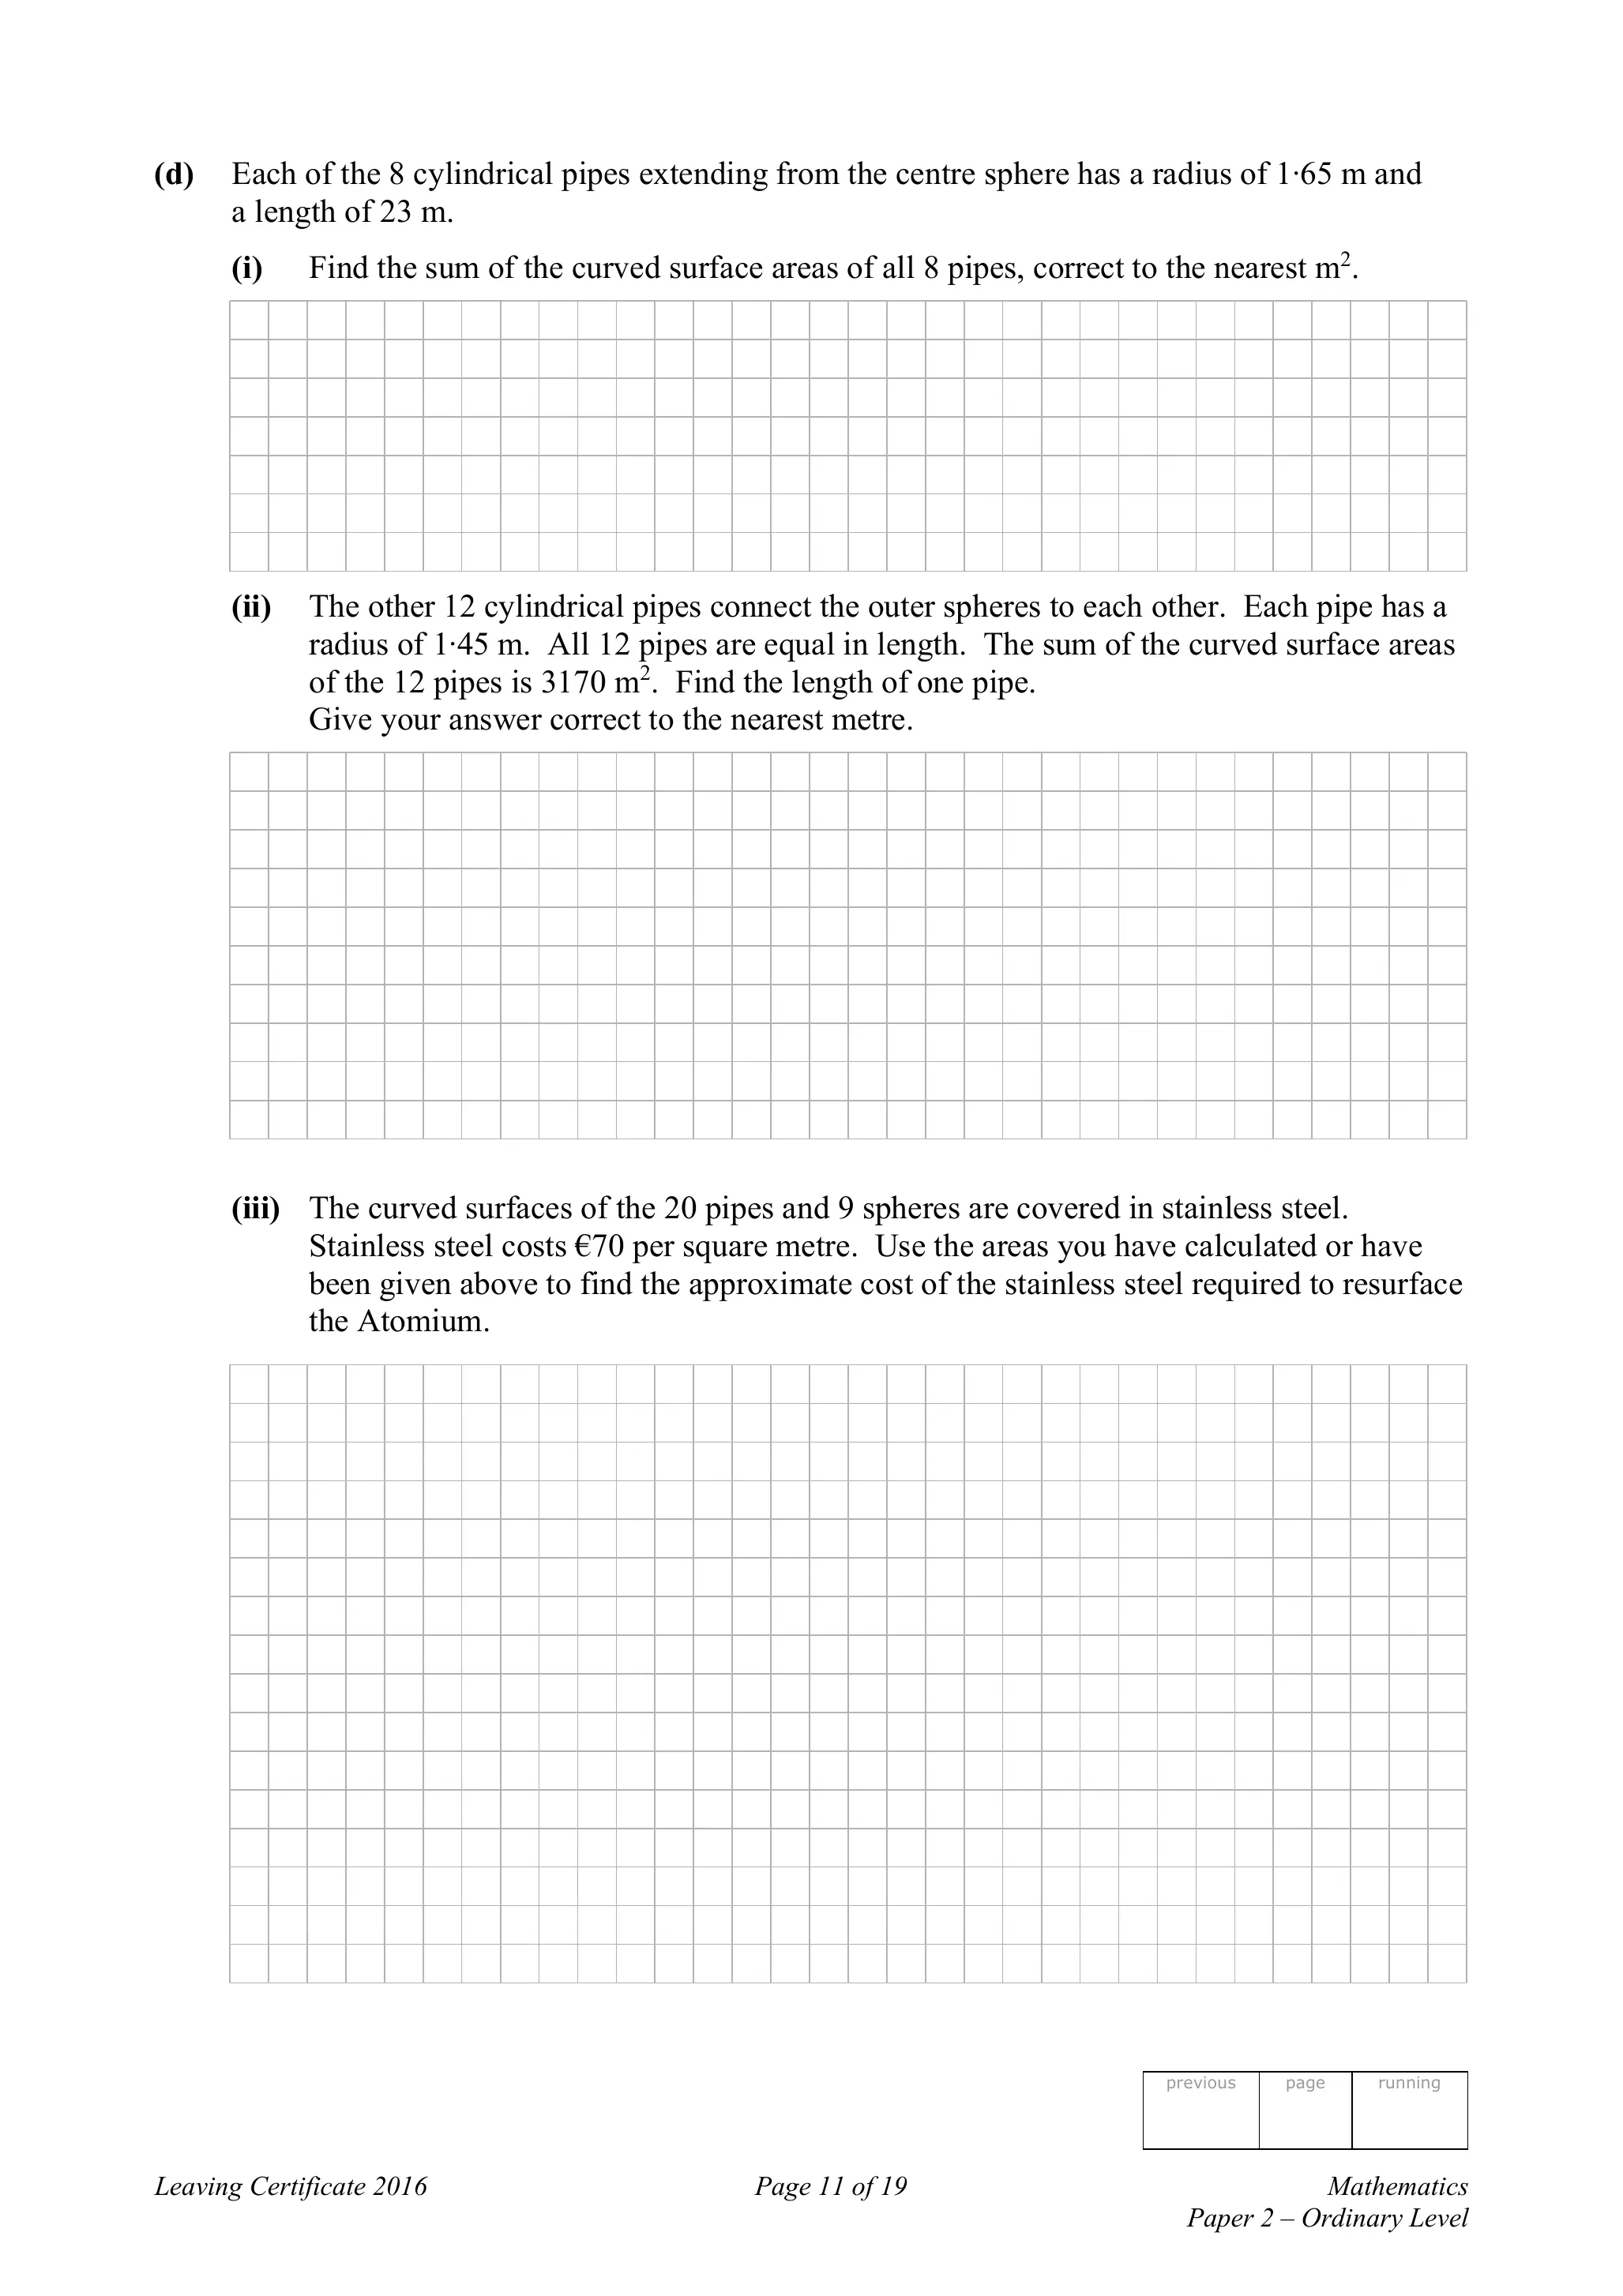 (d) Each of the 8 cylindrical pipes extending from the centre sphere has a radius of 1·65 m and
a length of 23 m.
(i) Find the sum of the curved surface areas of all 8 pipes, correct to the nearest m².
(ii) The other 12 cylindrical pipes connect the outer spheres to each other. Each pipe has a
radius of 1·45 m. All 12 pipes are equal in length. The sum of the curved surface areas
of the 12 pipes is 3170 m². Find the length of one pipe.
Give your answer correct to the nearest metre.
(iii) The curved surfaces of the 20 pipes and 9 spheres are covered in stainless steel.
Stainless steel costs €70 per square metre. Use the areas you have calculated or have
been given above to find the approximate cost of the stainless steel required to resurface
the Atomium.
previous page running
Leaving Certificate 2016 Page 11 of 19 Mathematics
Paper 2 – Ordinary Level